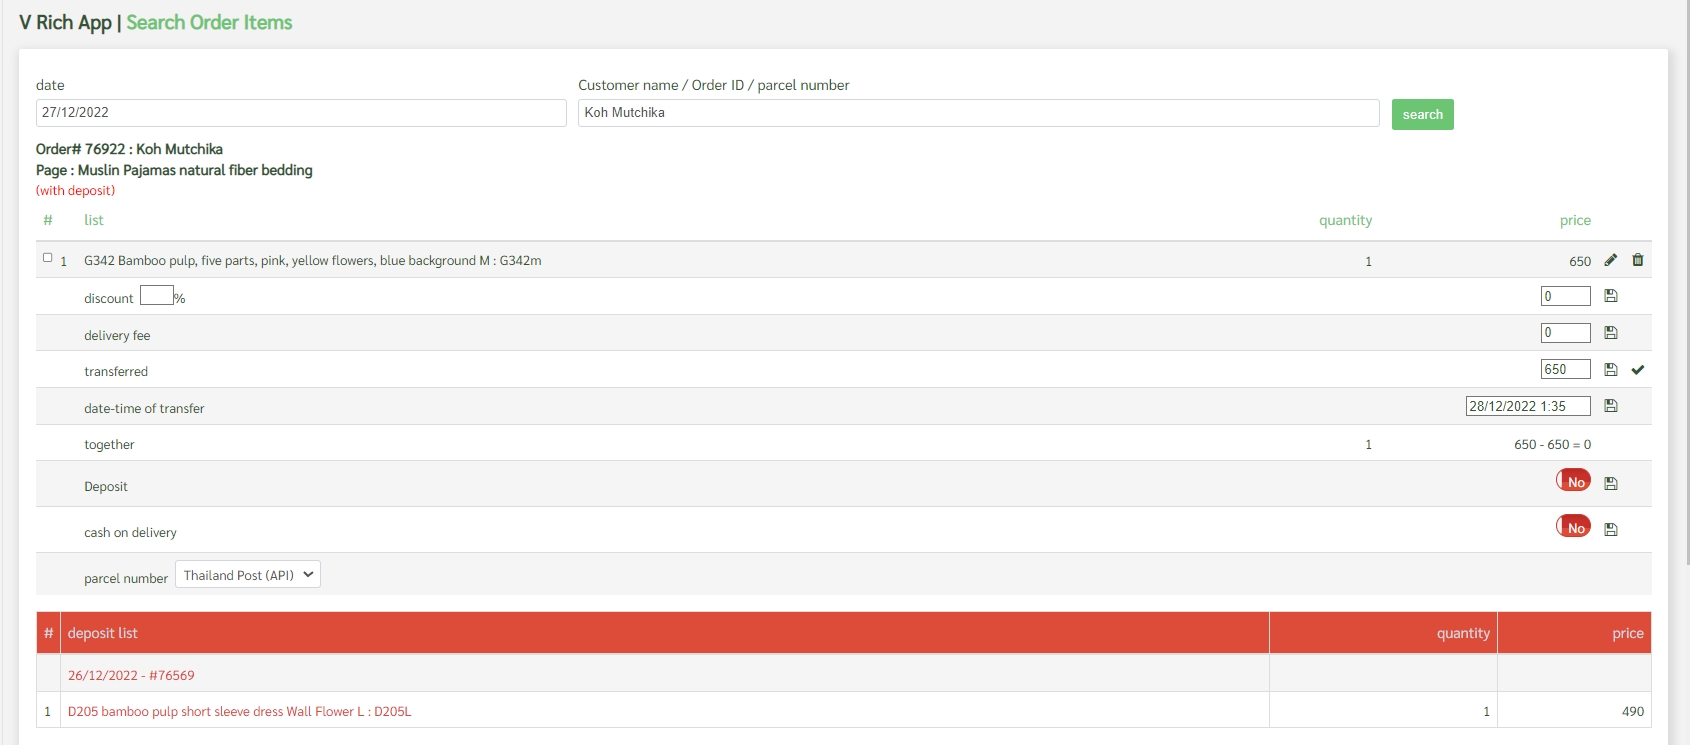 V Rich App | Search Order Items
date
Customer name / Order ID / parcel number
27/12/2022
Koh Mutchika
search
Order# 76922 : Koh Mutchika
Page : Muslin Pajamas natural fiber bedding
(with deposit)
# list quantity price
1 G342 Bamboo pulp, five parts, pink, yellow flowers, blue background M : G342m 1 650
discount % 0
delivery fee 0
transferred 650
date-time of transfer 28/12/2022 1:35
together 1 650 - 650 = 0
Deposit No
cash on delivery No
parcel number Thailand Post (API)
# deposit list quantity price
26/12/2022 - #76569
1 D205 bamboo pulp short sleeve dress Wall Flower L : D205L 1 490